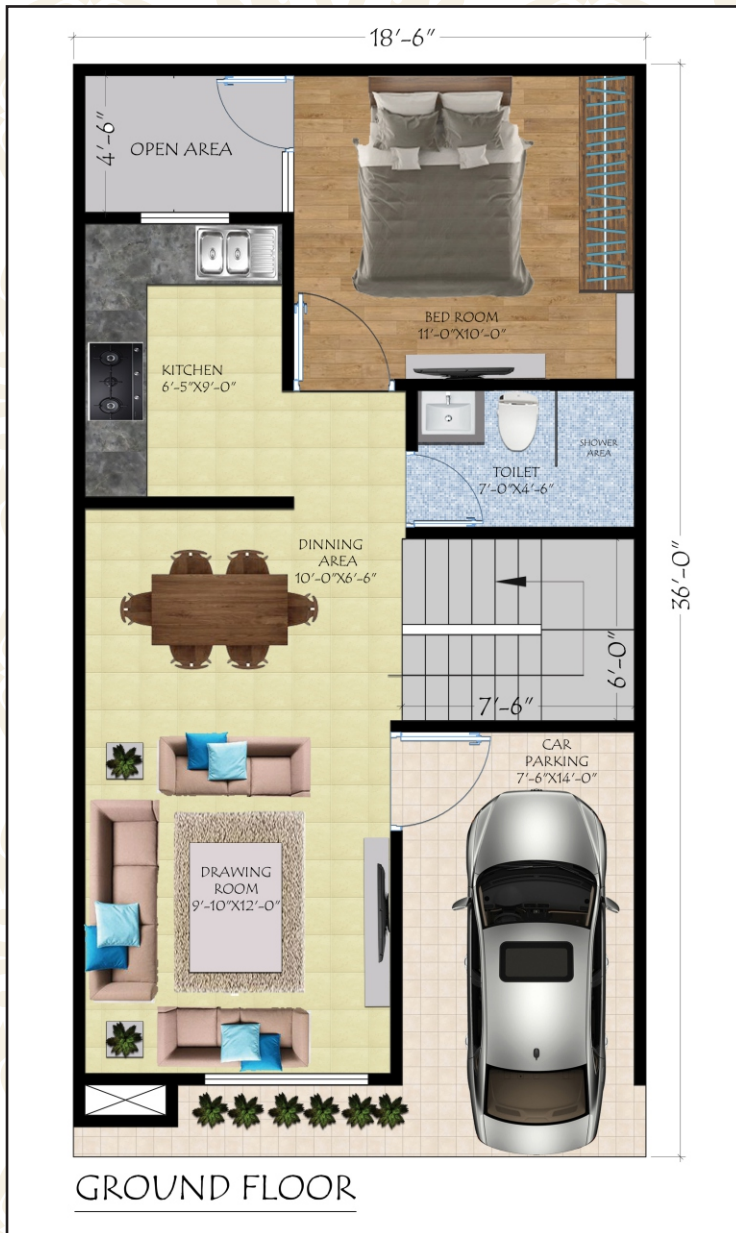 18'-6"
4'-6"
OPEN AREA
BED ROOM
11'-0"X10'-0"
KITCHEN
6'-5"X9'-0"
SHOWER
AREA
TOILET
7'-0"X4'-6"
DINNING
AREA
10'-0"X6'-6"
36'-0"
6'-0"
7'-6"
CAR
PARKING
7'-6"X14'-0"
DRAWING
ROOM
9'-10"X12'-0"
GROUND FLOOR